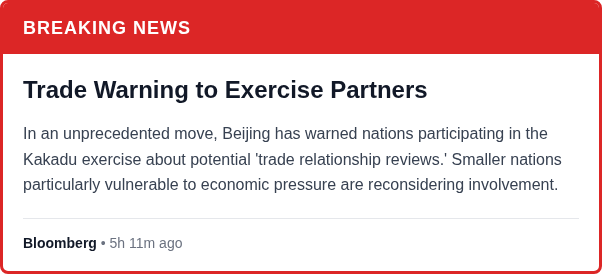 BREAKING NEWS
Trade Warning to Exercise Partners
In an unprecedented move, Beijing has warned nations participating in the
Kakadu exercise about potential 'trade relationship reviews.' Smaller nations
particularly vulnerable to economic pressure are reconsidering involvement.
Bloomberg • 5h 11m ago